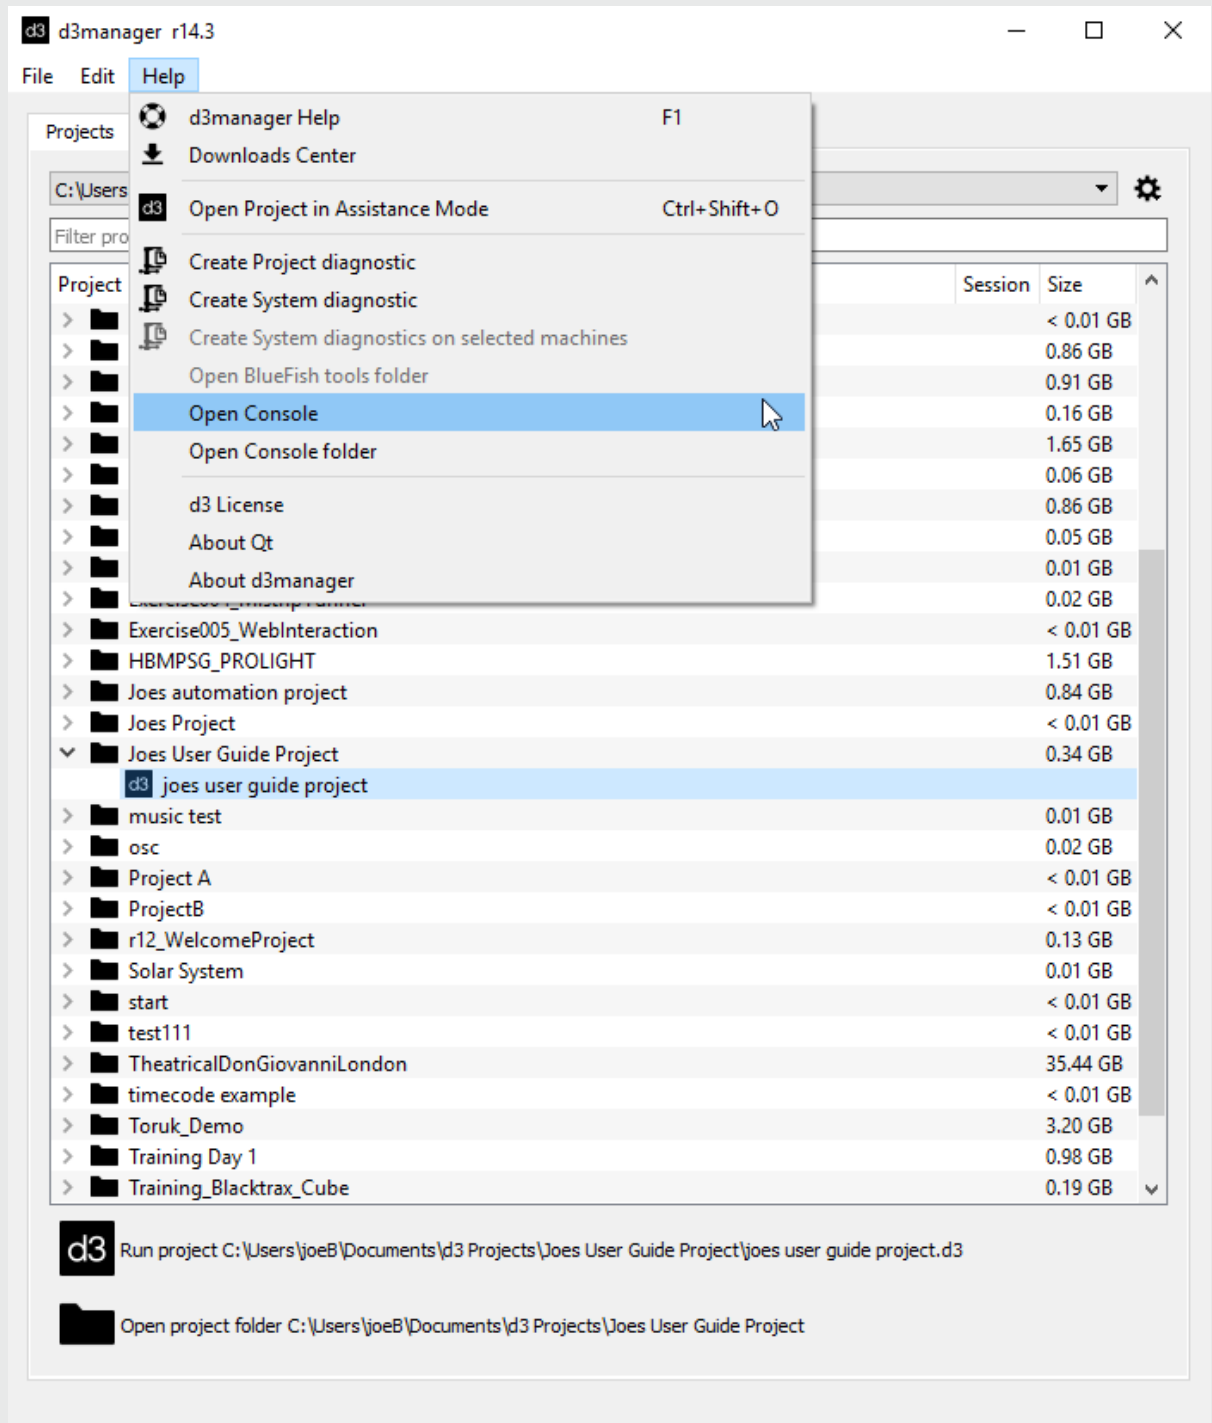 d3 d3manager r14.3
File Edit Help
Projects
d3manager Help F1
Downloads Center
C:\Users
d3 Open Project in Assistance Mode Ctrl+Shift+O
Filter pro
Create Project diagnostic
Project Session Size
Create System diagnostic
< 0.01 GB
Create System diagnostics on selected machines
0.86 GB
Open BlueFish tools folder
0.91 GB
Open Console
0.16 GB
Open Console folder
1.65 GB
0.06 GB
d3 License
0.86 GB
About Qt
0.05 GB
0.01 GB
About d3manager
0.02 GB
Exercise005_WebInteraction < 0.01 GB
HBMPSG_PROLIGHT 1.51 GB
Joes automation project 0.84 GB
Joes Project < 0.01 GB
Joes User Guide Project 0.34 GB
d3 joes user guide project
music test 0.01 GB
osc 0.02 GB
Project A < 0.01 GB
ProjectB < 0.01 GB
r12_WelcomeProject 0.13 GB
Solar System 0.01 GB
start < 0.01 GB
test111 < 0.01 GB
TheatricalDonGiovanniLondon 35.44 GB
timecode example < 0.01 GB
Toruk_Demo 3.20 GB
Training Day 1 0.98 GB
Training_Blacktrax_Cube 0.19 GB
d3 Run project C:\Users\joeB\Documents\d3 Projects\Joes User Guide Project\joes user guide project.d3
Open project folder C:\Users\joeB\Documents\d3 Projects\Joes User Guide Project